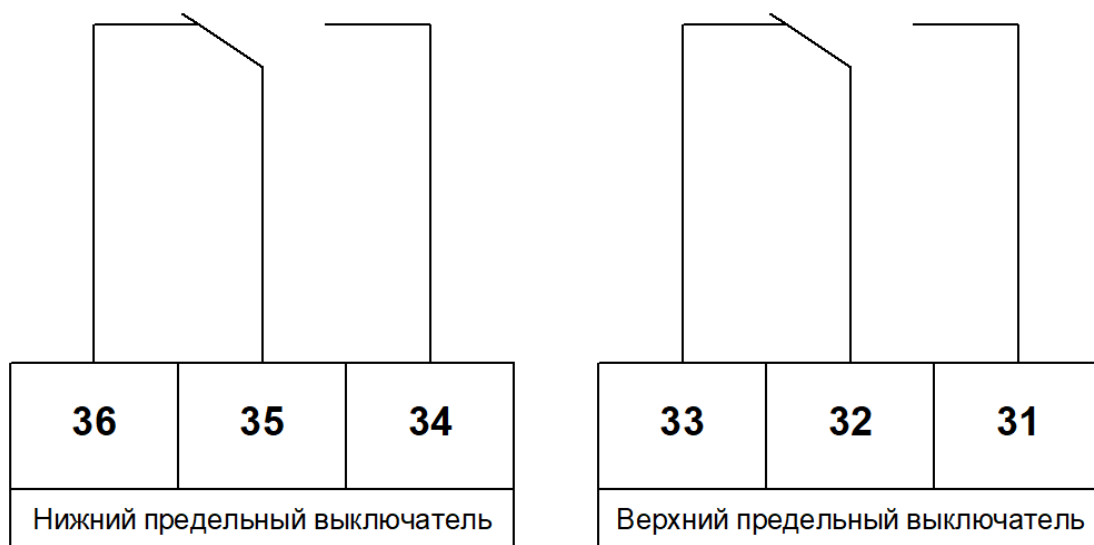 36 35 34 33 32 31
Нижний предельный выключатель Верхний предельный выключатель